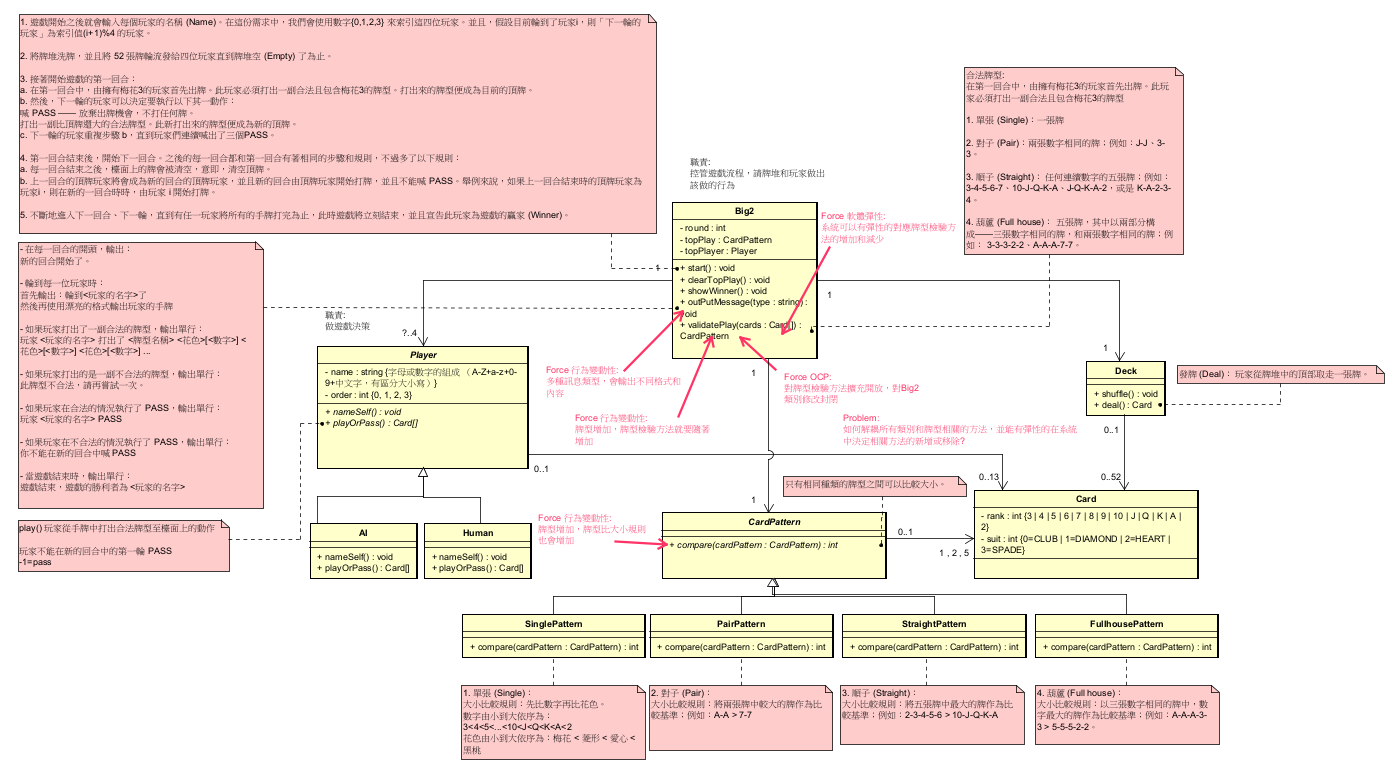 1. 遊戲開始之後就會輸入每個玩家的名稱 (Name)。在這份需求中，我們會使用數字{0,1,2,3} 來索引這四位玩家。並且，假設目前輪到了玩家i，則「下一輪的
玩家」為索引值(i+1)%4 的玩家。
2. 將牌堆洗牌，並且將 52 張牌輪流發給四位玩家直到牌堆空 (Empty) 了為止。
3. 接著開始遊戲的第一回合：
a. 在第一回合中，由擁有梅花3的玩家首先出牌。此玩家必須打出一副合法且包含梅花3的牌型。打出來的牌型便成為目前的頂牌。
b. 然後，下一輪的玩家可以決定要執行以下其一動作：
喊 PASS —— 放棄出牌機會，不打任何牌。
打出一副比頂牌還大的合法牌型。此新打出來的牌型便成為新的頂牌。
c. 下一輪的玩家重複步驟 b，直到玩家們連續喊出了三個PASS。
4. 第一回合結束後，開始下一回合。之後的每一回合都和第一回合有著相同的步驟和規則，不過多了以下規則：
a. 每一回合結束之後，檯面上的牌會被清空，意即，清空頂牌。
b. 上一回合的頂牌玩家將會成為新的回合的頂牌玩家，並且新的回合由頂牌玩家開始打牌，並且不能喊 PASS。舉例來說，如果上一回合結束時的頂牌玩家為
玩家i，則在新的一回合時時，由玩家 i 開始打牌。
5. 不斷地進入下一回合、下一輪，直到有任一玩家將所有的手牌打完為止，此時遊戲將立刻結束，並且宣告此玩家為遊戲的贏家 (Winner)。
- 在每一回合的開頭，輸出：
新的回合開始了。
- 輪到每一位玩家時：
首先輸出：輪到<玩家的名字>了
然後再使用漂亮的格式輸出玩家的手牌
- 如果玩家打出了一副合法的牌型，輸出單行：
玩家 <玩家的名字> 打出了 <牌型名稱> <花色>[<數字>] <
花色>[<數字>] <花色>[<數字>] ...
- 如果玩家打出的是一副不合法的牌型，輸出單行：
此牌型不合法，請再嘗試一次。
- 如果玩家在合法的情況執行了 PASS，輸出單行：
玩家 <玩家的名字> PASS
- 如果玩家在不合法的情況執行了 PASS，輸出單行：
你不能在新的回合中喊 PASS
- 當遊戲結束時，輸出單行：
遊戲結束，遊戲的勝利者為 <玩家的名字>
play() 玩家從手牌中打出合法牌型至檯面上的動作
玩家不能在新的回合中的第一輪 PASS
-1=pass
職責:
控管遊戲流程，請牌堆和玩家做出
該做的行為
Big2
- round : int
- topPlay : CardPattern
- topPlayer : Player
+ start() : void
+ clearTopPlay() : void
+ showWinner() : void
+ outPutMessage(type : string) :
void
+ validatePlay(cards : Card[]) :
CardPattern
Force 軟體彈性:
系統可以有彈性的對應牌型檢驗方
法的增加和減少
合法牌型:
在第一回合中，由擁有梅花3的玩家首先出牌。此玩
家必須打出一副合法且包含梅花3的牌型
1. 單張 (Single)：一張牌
2. 對子 (Pair)：兩張數字相同的牌；例如：J-J、3-
3。
3. 順子 (Straight)： 任何連續數字的五張牌；例如：
3-4-5-6-7、10-J-Q-K-A、J-Q-K-A-2，或是 K-A-2-3-
4。
4. 葫蘆 (Full house)： 五張牌，其中以兩部分構
成——三張數字相同的牌，和兩張數字相同的牌；例
如： 3-3-3-2-2、A-A-A-7-7。
1
1
1
1
1
?..4
職責:
做遊戲決策
Player
- name : string {字母或數字的組成 （A-Z+a-z+0-
9+中文字，有區分大小寫）}
- order : int {0, 1, 2, 3}
+ nameSelf() : void
+ playOrPass() : Card[]
Force 行為變動性:
多種訊息類型，會輸出不同格式和
內容
Force 行為變動性:
牌型增加，牌型檢驗方法就要隨著
增加
Force OCP:
對牌型檢驗方法擴充開放，對Big2
類別修改封閉
Problem:
如何解耦所有類別和牌型相關的方法，並能有彈性的在系統
中決定相關方法的新增或移除?
Deck
+ shuffle() : void
+ deal() : Card
發牌 (Deal)： 玩家從牌堆中的頂部取走一張牌。
0..1
0..1
0..13
0..52
AI
+ nameSelf() : void
+ playOrPass() : Card[]
Human
+ nameSelf() : void
+ playOrPass() : Card[]
Force 行為變動性:
牌型增加，牌型比大小規則
也會增加
只有相同種類的牌型之間可以比較大小。
CardPattern
+ compare(cardPattern : CardPattern) : int
0..1
1 , 2 , 5
Card
- rank : int {3 | 4 | 5 | 6 | 7 | 8 | 9 | 10 | J | Q | K | A |
2}
- suit : int {0=CLUB | 1=DIAMOND | 2=HEART |
3=SPADE}
SinglePattern
+ compare(cardPattern : CardPattern) : int
PairPattern
+ compare(cardPattern : CardPattern) : int
StraightPattern
+ compare(cardPattern : CardPattern) : int
FullhousePattern
+ compare(cardPattern : CardPattern) : int
1. 單張 (Single)：
大小比較規則：先比數字再比花色。
數字由小到大依序為：
3<4<5<...<10<J<Q<K<A<2
花色由小到大依序為：梅花 < 菱形 < 愛心 <
黑桃
2. 對子 (Pair)：
大小比較規則：將兩張牌中較大的牌作為比
較基準；例如：A-A > 7-7
3. 順子 (Straight)：
大小比較規則：將五張牌中最大的牌作為比
較基準；例如：2-3-4-5-6 > 10-J-Q-K-A
4. 葫蘆 (Full house)：
大小比較規則：以三張數字相同的牌中，數
字最大的牌作為比較基準；例如：A-A-A-3-
3 > 5-5-5-2-2。